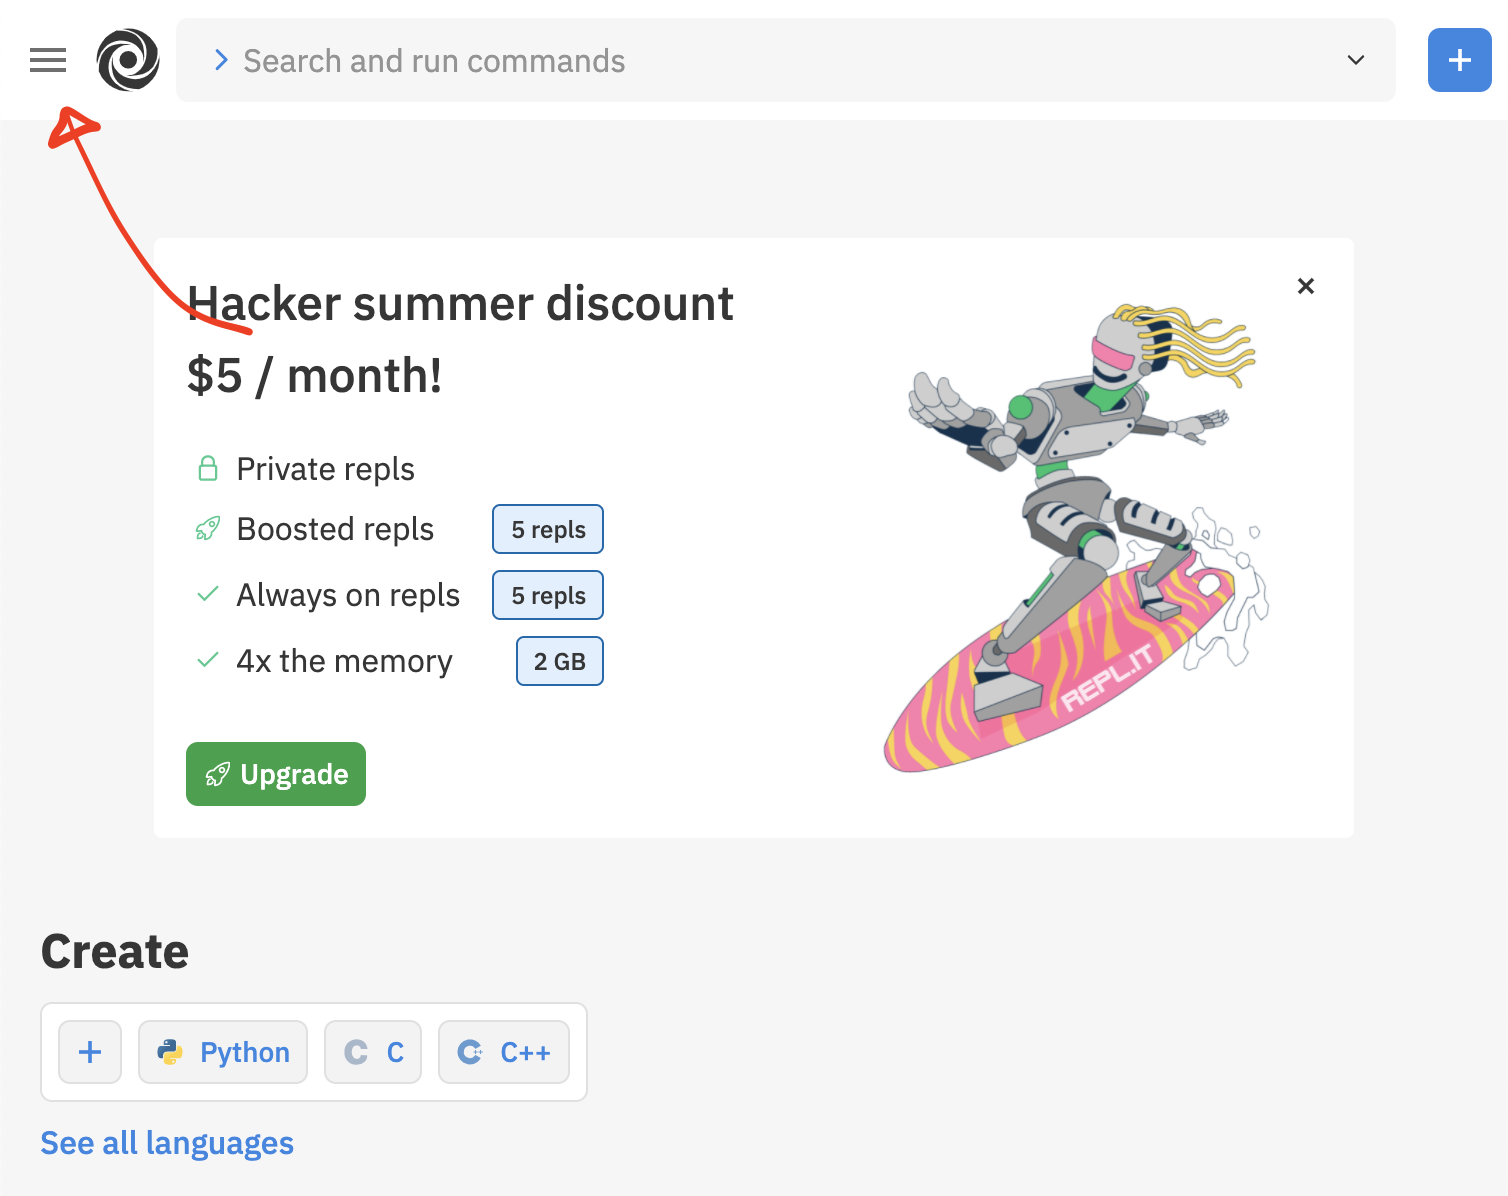 Search and run commands
Hacker summer discount
$5 / month!
Private repls
Boosted repls 5 repls
Always on repls 5 repls
4x the memory 2 GB
REPL.IT
Upgrade
Create
Python C C C++
See all languages